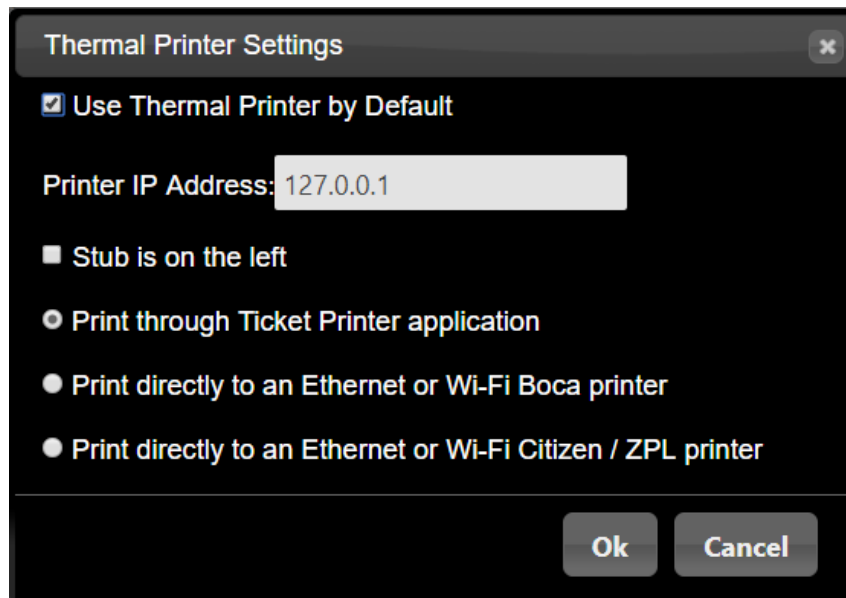 Thermal Printer Settings
Use Thermal Printer by Default
Printer IP Address: 127.0.0.1
Stub is on the left
Print through Ticket Printer application
Print directly to an Ethernet or Wi-Fi Boca printer
Print directly to an Ethernet or Wi-Fi Citizen / ZPL printer
Ok Cancel